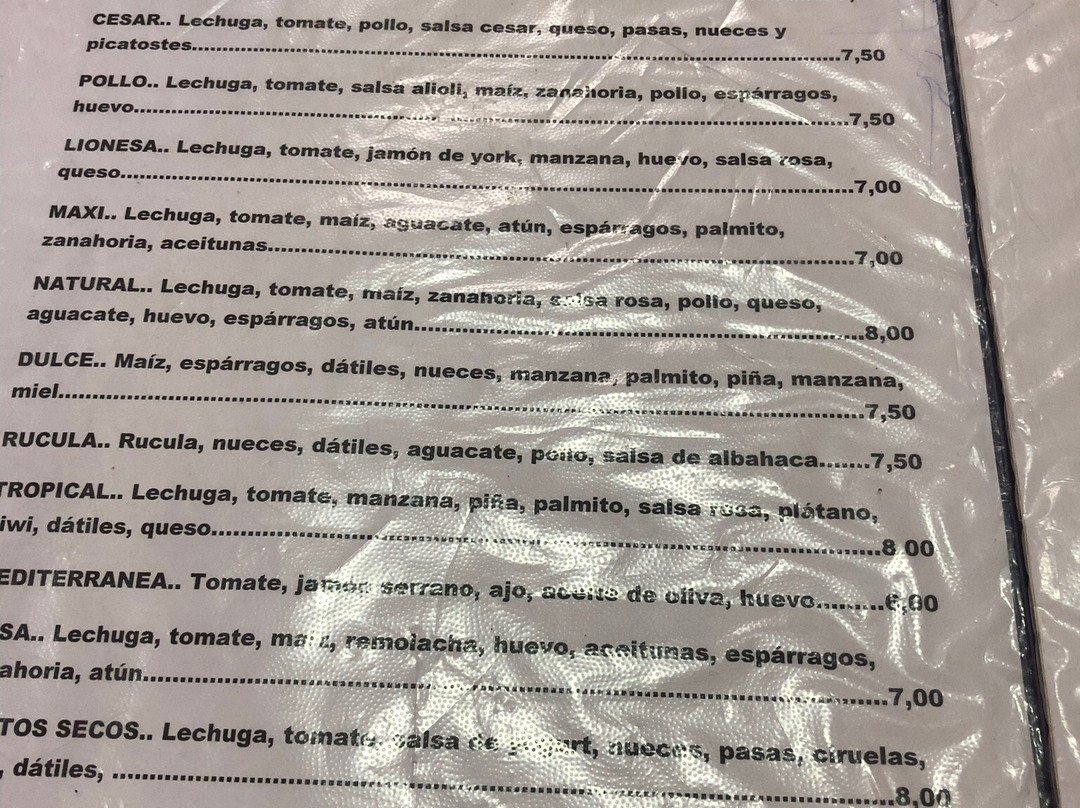 CESAR.. Lechuga, tomate, pollo, salsa cesar, queso, pasas, nueces y
picatostes..........7,50
POLLO.. Lechuga, tomate, salsa alioli, maíz, zanahoria, pollo, espárragos,
huevo..........7,50
LIONESA.. Lechuga, tomate, jamón de york, manzana, huevo, salsa rosa,
queso..........7,00
MAXI.. Lechuga, tomate, maíz, aguacate, atún, espárragos, palmito,
zanahoria, aceitunas..........7,00
NATURAL.. Lechuga, tomate, maíz, zanahoria, salsa rosa, pollo, queso,
aguacate, huevo, espárragos, atún..........8,00
DULCE.. Maíz, espárragos, dátiles, nueces, manzana, palmito, piña, manzana,
miel..........7,50
RUCULA.. Rucula, nueces, dátiles, aguacate, pollo, salsa de albahaca.......7,50
TROPICAL.. Lechuga, tomate, manzana, piña, palmito, salsa rosa, plátano,
iwi, dátiles, queso..........8 00
EDITERRANEA.. Tomate, jamón serrano, ajo, aceite de oliva, huevo.........6,00
SA.. Lechuga, tomate, maíz, remolacha, huevo, aceitunas, espárragos,
ahoria, atún..........7,00
TOS SECOS.. Lechuga, tomate, salsa de yogurt, nueces, pasas, ciruelas,
, dátiles, ..........8,00